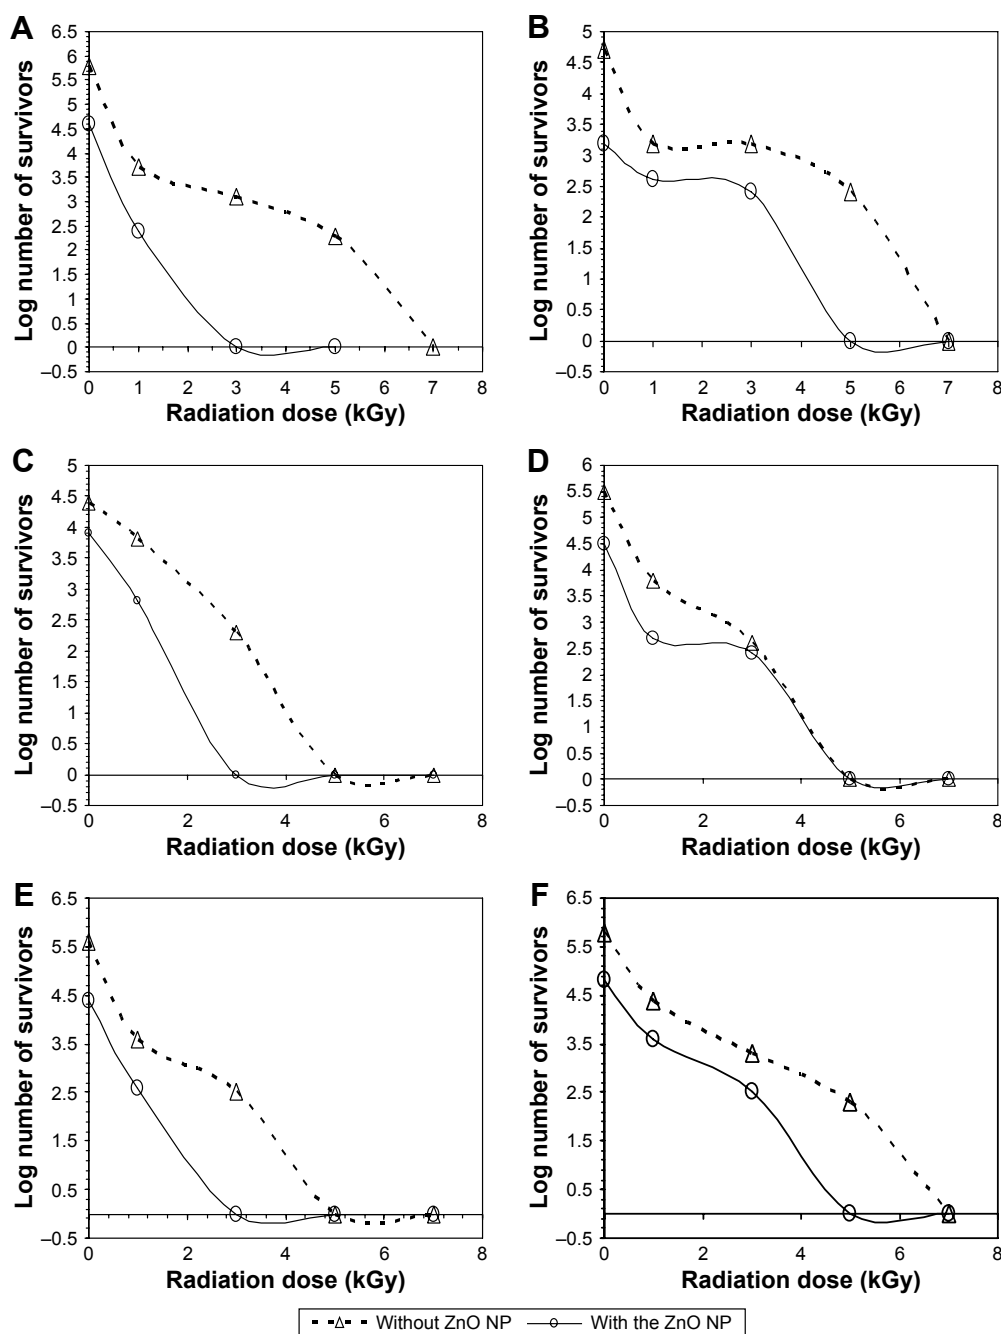 A
Log number of survivors
6.5
6
5.5
5
4.5
4
3.5
3
2.5
2
1.5
1
0.5
0
–0.5
0 1 2 3 4 5 6 7 8
Radiation dose (kGy)
B
Log number of survivors
5
4.5
4
3.5
3
2.5
2
1.5
1
0.5
0
–0.5
0 1 2 3 4 5 6 7 8
Radiation dose (kGy)
C
Log number of survivors
5
4.5
4
3.5
3
2.5
2
1.5
1
0.5
0
–0.5
0 2 4 6 8
Radiation dose (kGy)
D
Log number of survivors
6
5.5
5
4.5
4
3.5
3
2.5
2
1.5
1
0.5
0
–0.5
0 2 4 6 8
Radiation dose (kGy)
E
Log number of survivors
6.5
5.5
4.5
3.5
2.5
1.5
0.5
–0.5
0 2 4 6 8
Radiation dose (kGy)
F
Log number of survivors
6.5
5.5
4.5
3.5
2.5
1.5
0.5
–0.5
0 2 4 6 8
Radiation dose (kGy)
Without ZnO NP With the ZnO NP